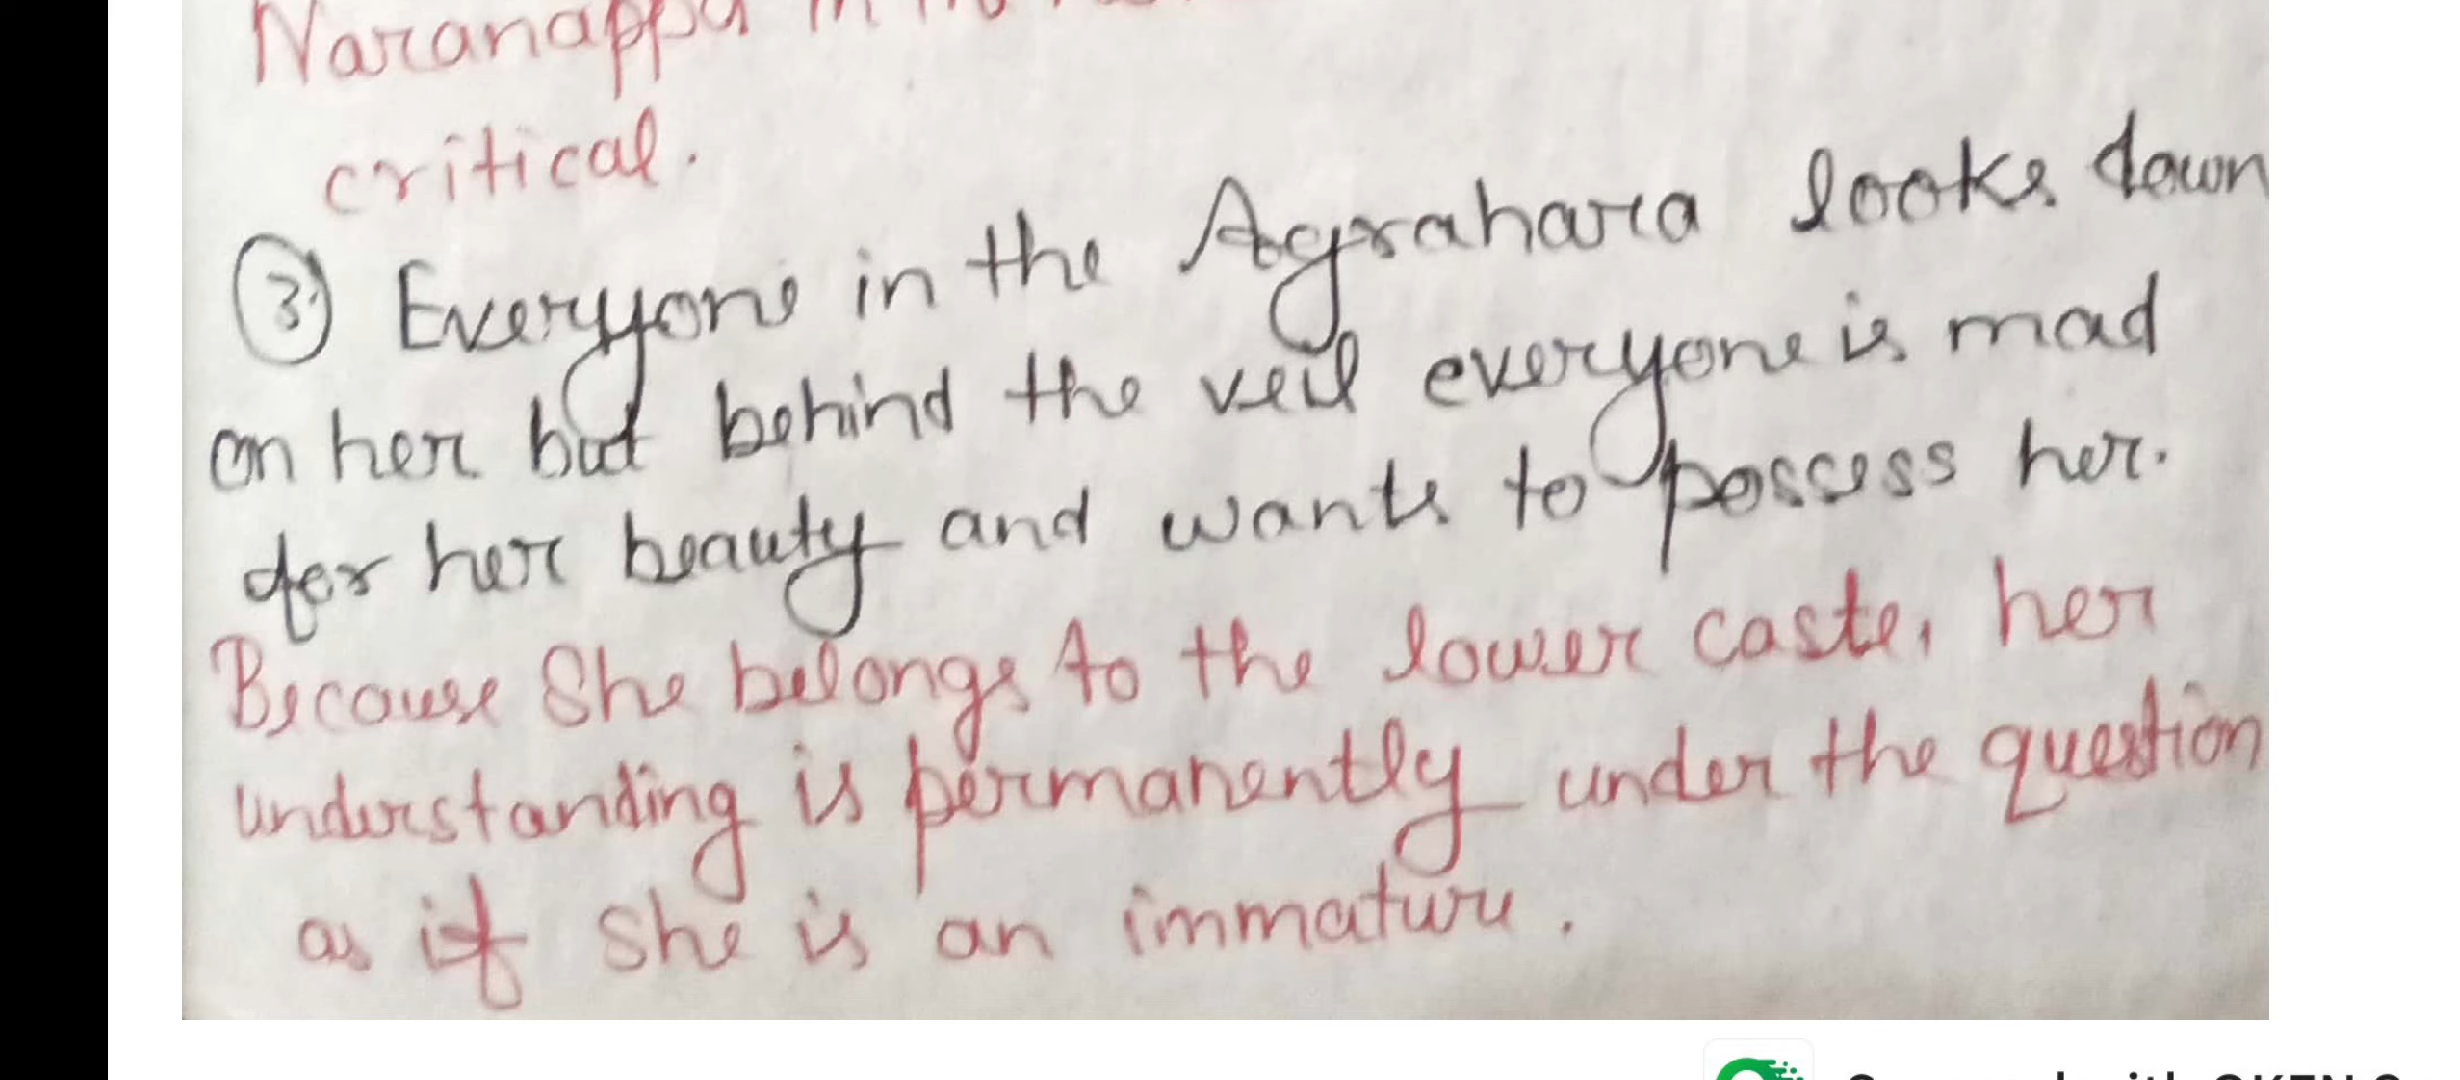 Naranappa in
critical.
(3) Everyone in the Agrahara looks down
on her but behind the veil everyone is mad
for her beauty and wants to possess her.
Because She belongs to the lower caste, her
understanding is permanently under the question
as if She is an immature.